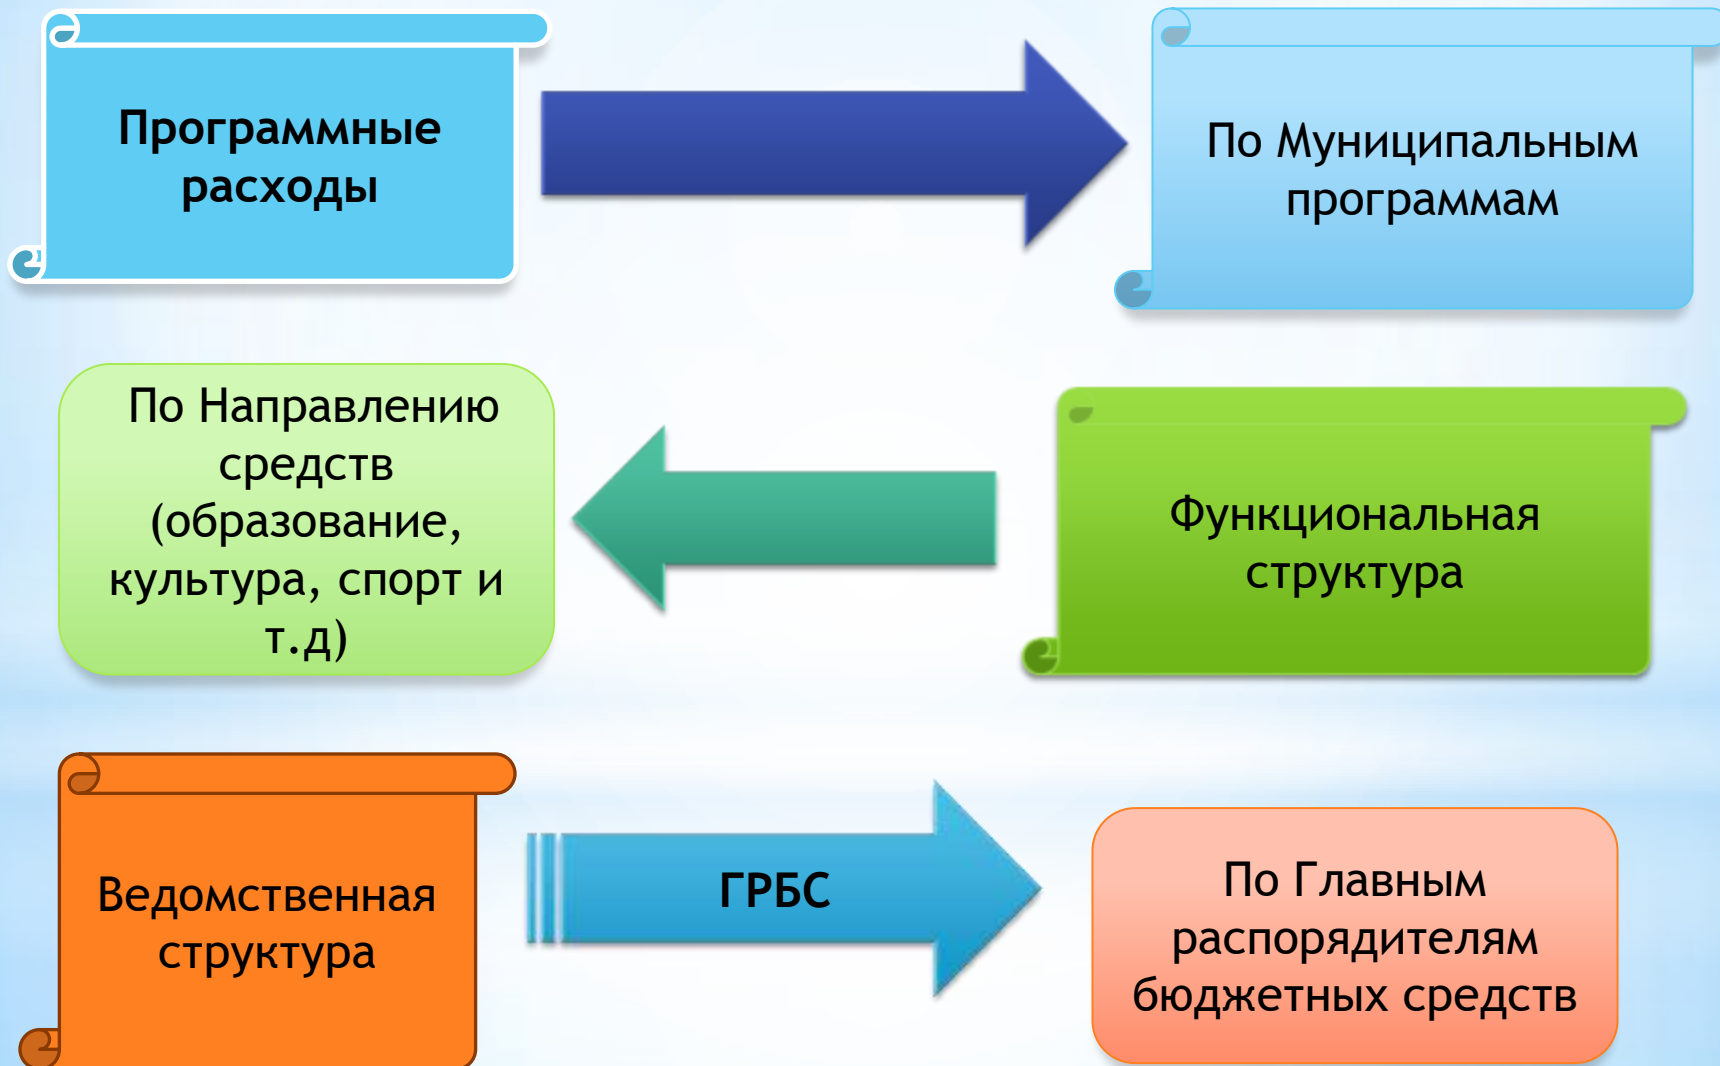 Программные
расходы
По Муниципальным
программам
По Направлению
средств
(образование,
культура, спорт и
т.д)
Функциональная
структура
Ведомственная
структура
ГРБС
По Главным
распорядителям
бюджетных средств